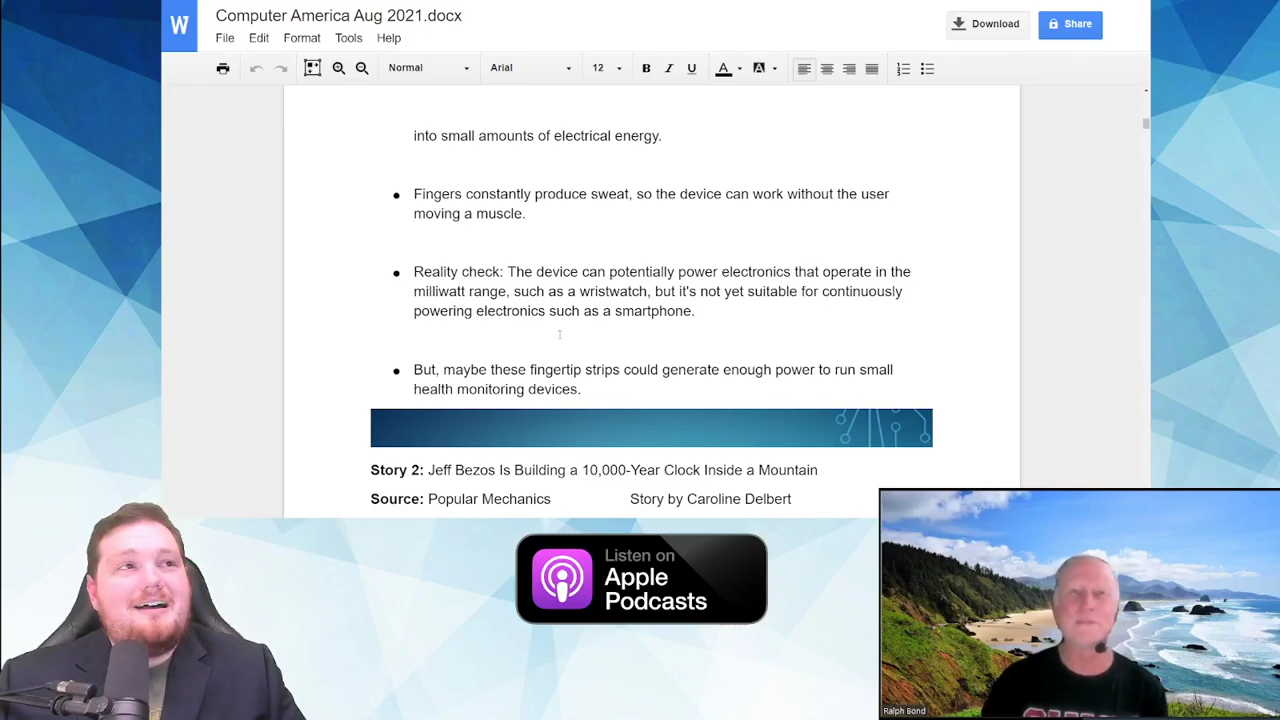 W
Computer America Aug 2021.docx
File Edit Format Tools Help
Download
Share
Normal Arial 12 B I U A A
into small amounts of electrical energy.
● Fingers constantly produce sweat, so the device can work without the user
moving a muscle.
● Reality check: The device can potentially power electronics that operate in the
milliwatt range, such as a wristwatch, but it's not yet suitable for continuously
powering electronics such as a smartphone.
● But, maybe these fingertip strips could generate enough power to run small
health monitoring devices.
Story 2: Jeff Bezos Is Building a 10,000-Year Clock Inside a Mountain
Source: Popular Mechanics Story by Caroline Delbert
Listen on
Apple
Podcasts
Ralph Bond